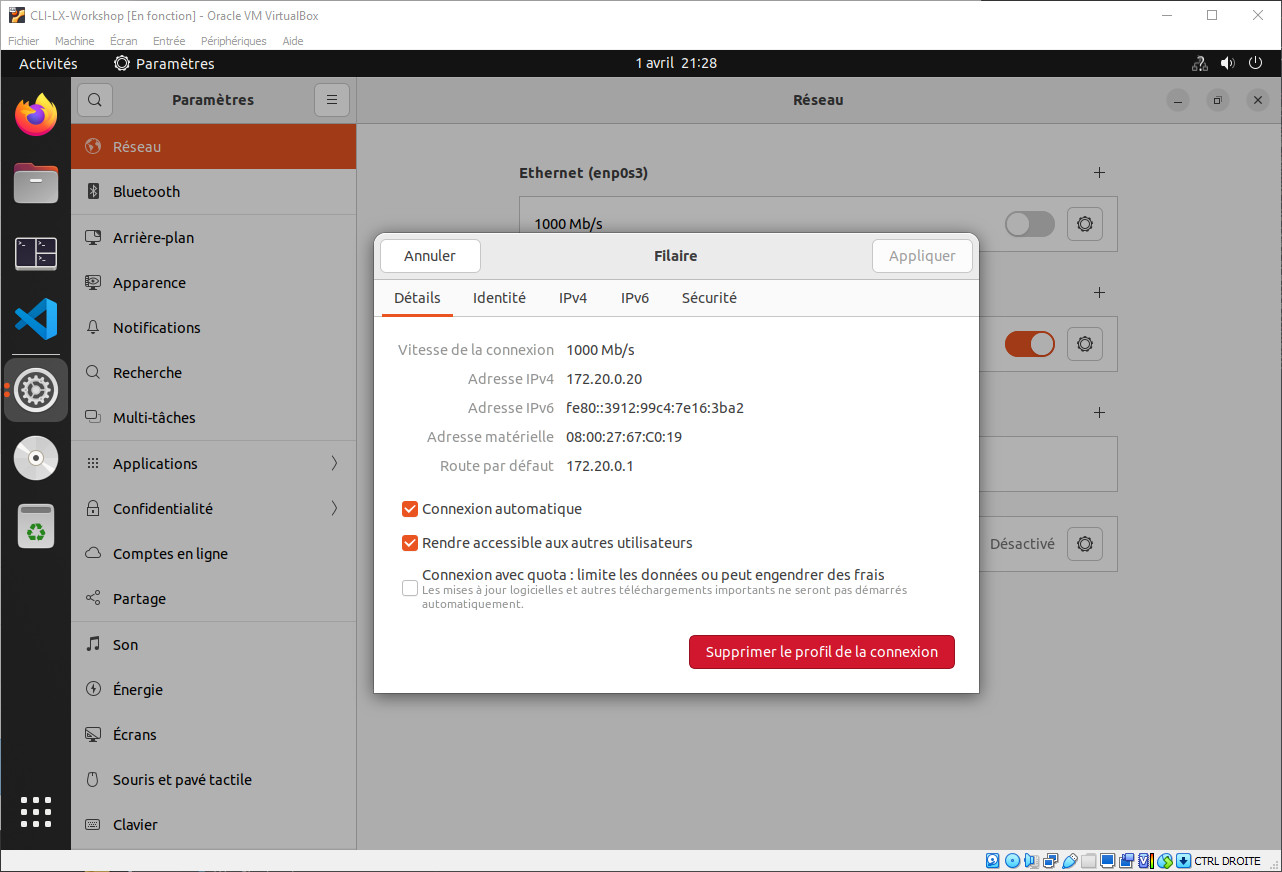 CLI-LX-Workshop [En fonction] - Oracle VM VirtualBox
Fichier Machine Écran Entrée Périphériques Aide
Activités Paramètres 1 avril 21:28
Paramètres
Réseau
Réseau
Bluetooth
Arrière-plan
Apparence
Notifications
Recherche
Multi-tâches
Applications
Confidentialité
Comptes en ligne
Partage
Son
Énergie
Écrans
Souris et pavé tactile
Clavier
Ethernet (enp0s3)
1000 Mb/s
Annuler Filaire Appliquer
Détails Identité IPv4 IPv6 Sécurité
Vitesse de la connexion 1000 Mb/s
Adresse IPv4 172.20.0.20
Adresse IPv6 fe80::3912:99c4:7e16:3ba2
Adresse matérielle 08:00:27:67:C0:19
Route par défaut 172.20.0.1
Connexion automatique
Rendre accessible aux autres utilisateurs
Connexion avec quota : limite les données ou peut engendrer des frais
Les mises à jour logicielles et autres téléchargements importants ne seront pas démarrés
automatiquement.
Supprimer le profil de la connexion
Désactivé
CTRL DROITE